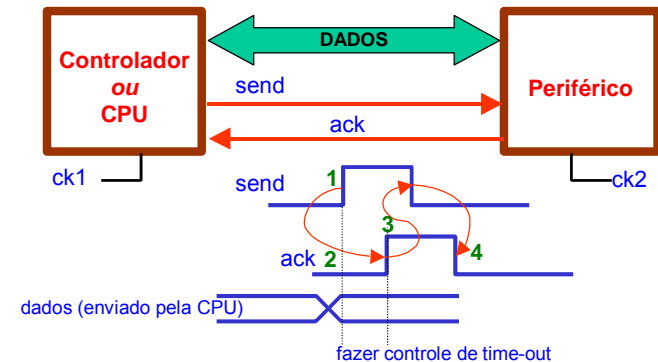 DADOS
Controlador
ou
CPU
Periférico
send
ack
ck1
ck2
send
1
3
ack
2
4
dados (enviado pela CPU)
fazer controle de time-out